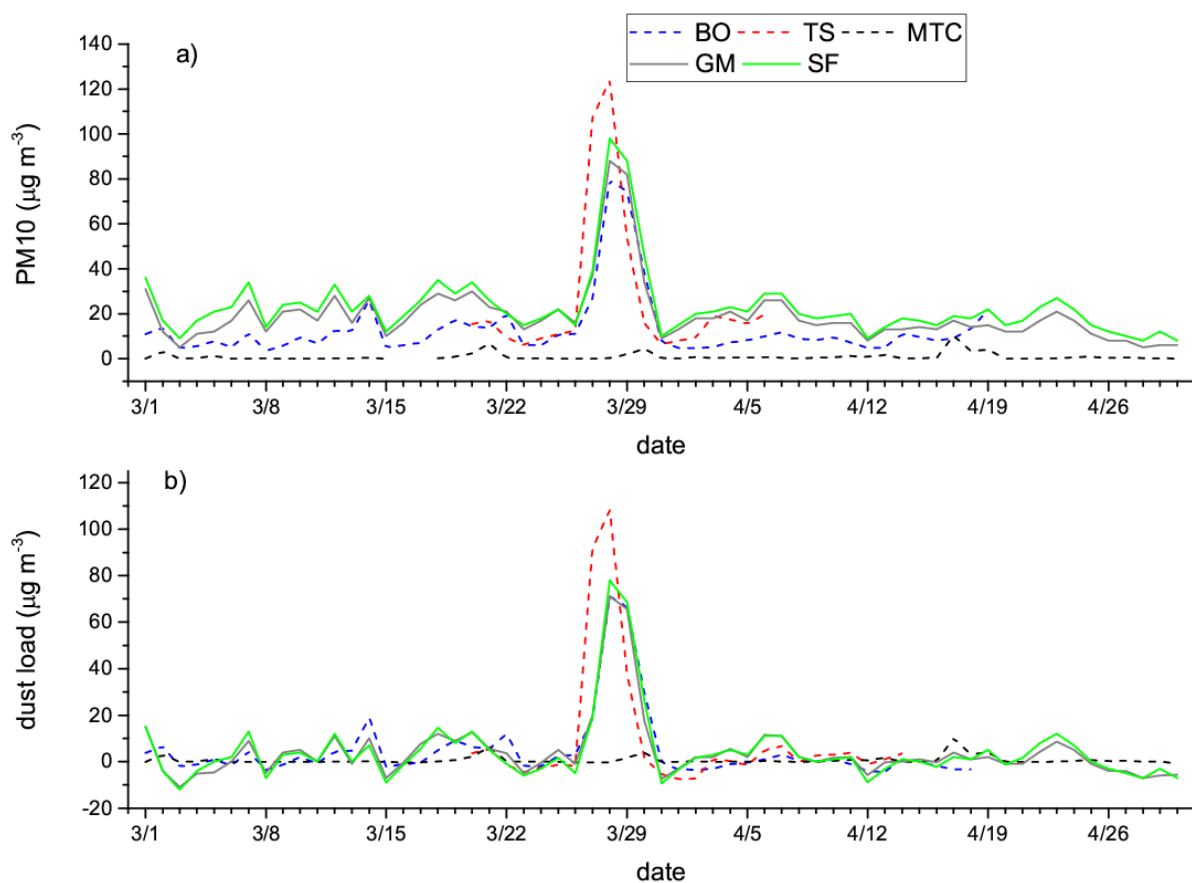 BO TS MTC
GM SF
a)
PM10 (µg m⁻³)
140
120
100
80
60
40
20
0
3/1 3/8 3/15 3/22 3/29 4/5 4/12 4/19 4/26
date
b)
dust load (µg m⁻³)
120
100
80
60
40
20
0
-20
3/1 3/8 3/15 3/22 3/29 4/5 4/12 4/19 4/26
date